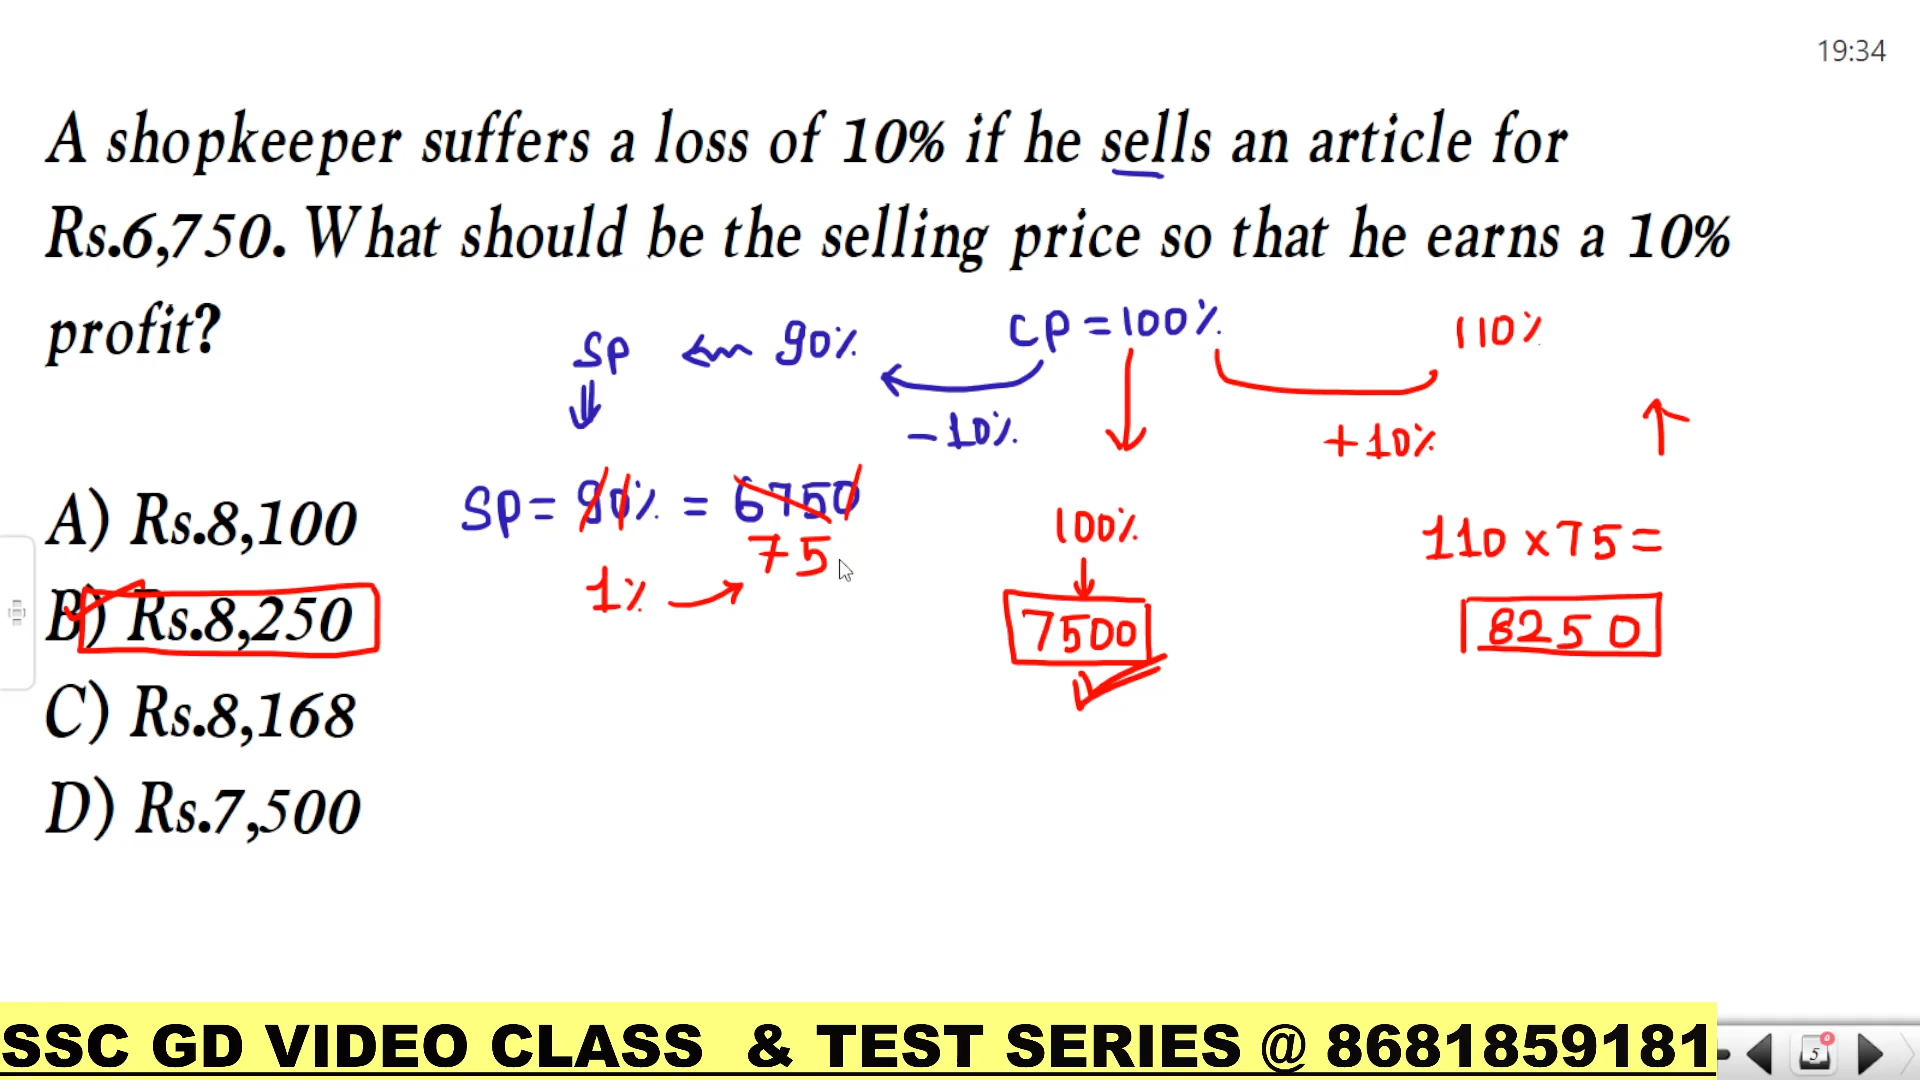 19:34
A shopkeeper suffers a loss of 10% if he sells an article for
Rs.6,750. What should be the selling price so that he earns a 10%
profit?
SP ⟸ 90% CP = 100% 110%
- 10% + 10%
A) Rs.8,100
SP = 90% = 6750
75
1%
100%
7500
110 × 75 =
8250
B) Rs.8,250
C) Rs.8,168
D) Rs.7,500
SSC GD VIDEO CLASS & TEST SERIES @ 8681859181
5